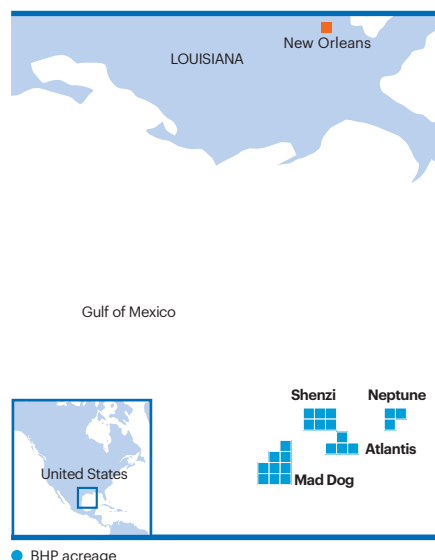 New Orleans
LOUISIANA
Gulf of Mexico
Shenzi
Neptune
Atlantis
United States
Mad Dog
BHP acreage